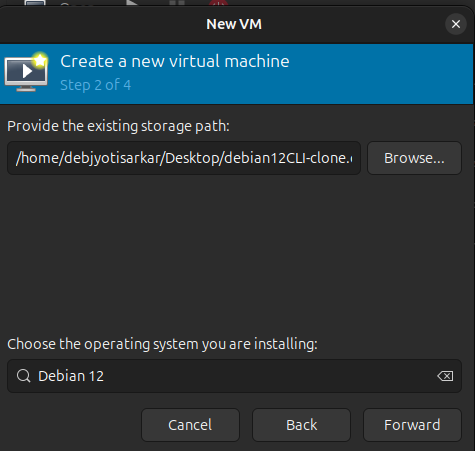 New VM
Create a new virtual machine
Step 2 of 4
Provide the existing storage path:
/home/debjyotisarkar/Desktop/debian12CLI-clone.
Browse...
Choose the operating system you are installing:
Debian 12
Cancel
Back
Forward